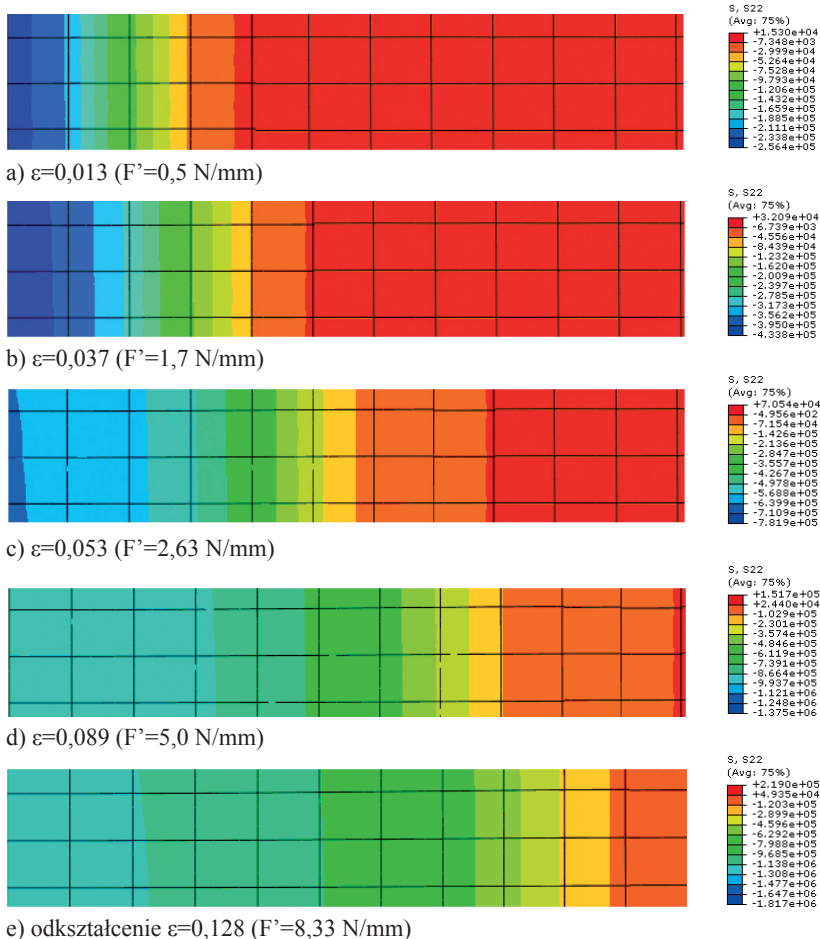 S, S22
(Avg: 75%)
+1.530e+04
-7.348e+03
-2.999e+04
-5.264e+04
-7.528e+04
-9.793e+04
-1.206e+05
-1.432e+05
-1.659e+05
-1.885e+05
-2.111e+05
-2.338e+05
-2.564e+05
a) ε=0,013 (F’=0,5 N/mm)
S, S22
(Avg: 75%)
+3.209e+04
-6.739e+03
-4.556e+04
-8.439e+04
-1.232e+05
-1.620e+05
-2.009e+05
-2.397e+05
-2.785e+05
-3.173e+05
-3.562e+05
-3.950e+05
-4.338e+05
b) ε=0,037 (F’=1,7 N/mm)
S, S22
(Avg: 75%)
+7.054e+04
-4.956e+02
-7.154e+04
-1.426e+05
-2.136e+05
-2.847e+05
-3.557e+05
-4.267e+05
-4.978e+05
-5.688e+05
-6.399e+05
-7.109e+05
-7.819e+05
c) ε=0,053 (F’=2,63 N/mm)
S, S22
(Avg: 75%)
+1.517e+05
+2.440e+04
-1.029e+05
-2.301e+05
-3.574e+05
-4.846e+05
-6.119e+05
-7.391e+05
-8.664e+05
-9.937e+05
-1.121e+06
-1.248e+06
-1.375e+06
d) ε=0,089 (F’=5,0 N/mm)
S, S22
(Avg: 75%)
+2.190e+05
+4.935e+04
-1.203e+05
-2.899e+05
-4.596e+05
-6.292e+05
-7.988e+05
-9.685e+05
-1.138e+06
-1.308e+06
-1.477e+06
-1.647e+06
-1.817e+06
e) odkształcenie ε=0,128 (F’=8,33 N/mm)